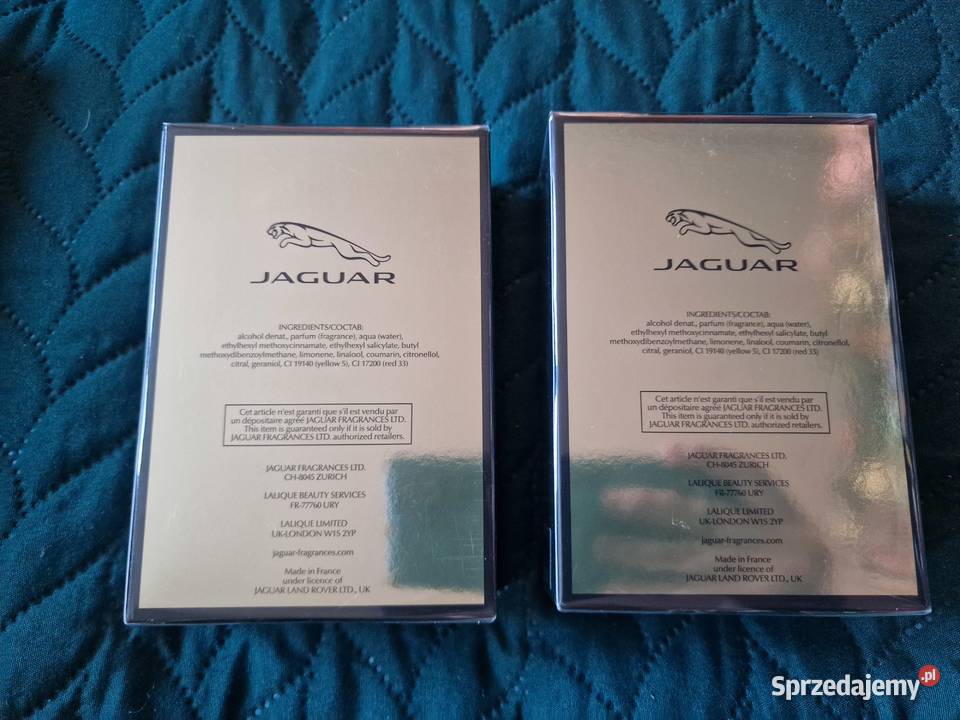 JAGUAR
INGREDIENTS/COCTAB:
alcohol denat., parfum (fragrance), aqua (water),
ethylhexyl methoxycinnamate, ethylhexyl salicylate, butyl
methoxydibenzoylmethane, limonene, linalool, coumarin, citronellol,
citral, geraniol, CI 19140 (yellow 5), CI 17200 (red 33)
Cet article n'est garanti que s'il est vendu par
un dépositaire agréé JAGUAR FRAGRANCES LTD.
This item is guaranteed only if it is sold by
JAGUAR FRAGRANCES LTD. authorized retailers.
JAGUAR FRAGRANCES LTD.
CH-8045 ZURICH
LALIQUE BEAUTY SERVICES
FR-77760 URY
LALIQUE LIMITED
UK-LONDON W1S 2YP
jaguar-fragrances.com
Made in France
under licence of
JAGUAR LAND ROVER LTD., UK
JAGUAR
INGREDIENTS/COCTAB:
alcohol denat., parfum (fragrance), aqua (water),
ethylhexyl methoxycinnamate, ethylhexyl salicylate, butyl
methoxydibenzoylmethane, limonene, linalool, coumarin, citronellol,
citral, geraniol, CI 19140 (yellow 5), CI 17200 (red 33)
Cet article n'est garanti que s'il est vendu par
un dépositaire agréé JAGUAR FRAGRANCES LTD.
This item is guaranteed only if it is sold by
JAGUAR FRAGRANCES LTD. authorized retailers.
JAGUAR FRAGRANCES LTD.
CH-8045 ZURICH
LALIQUE BEAUTY SERVICES
FR-77760 URY
LALIQUE LIMITED
UK-LONDON W1S 2YP
jaguar-fragrances.com
Made in France
under licence of
JAGUAR LAND ROVER LTD., UK
Sprzedajemy.pl